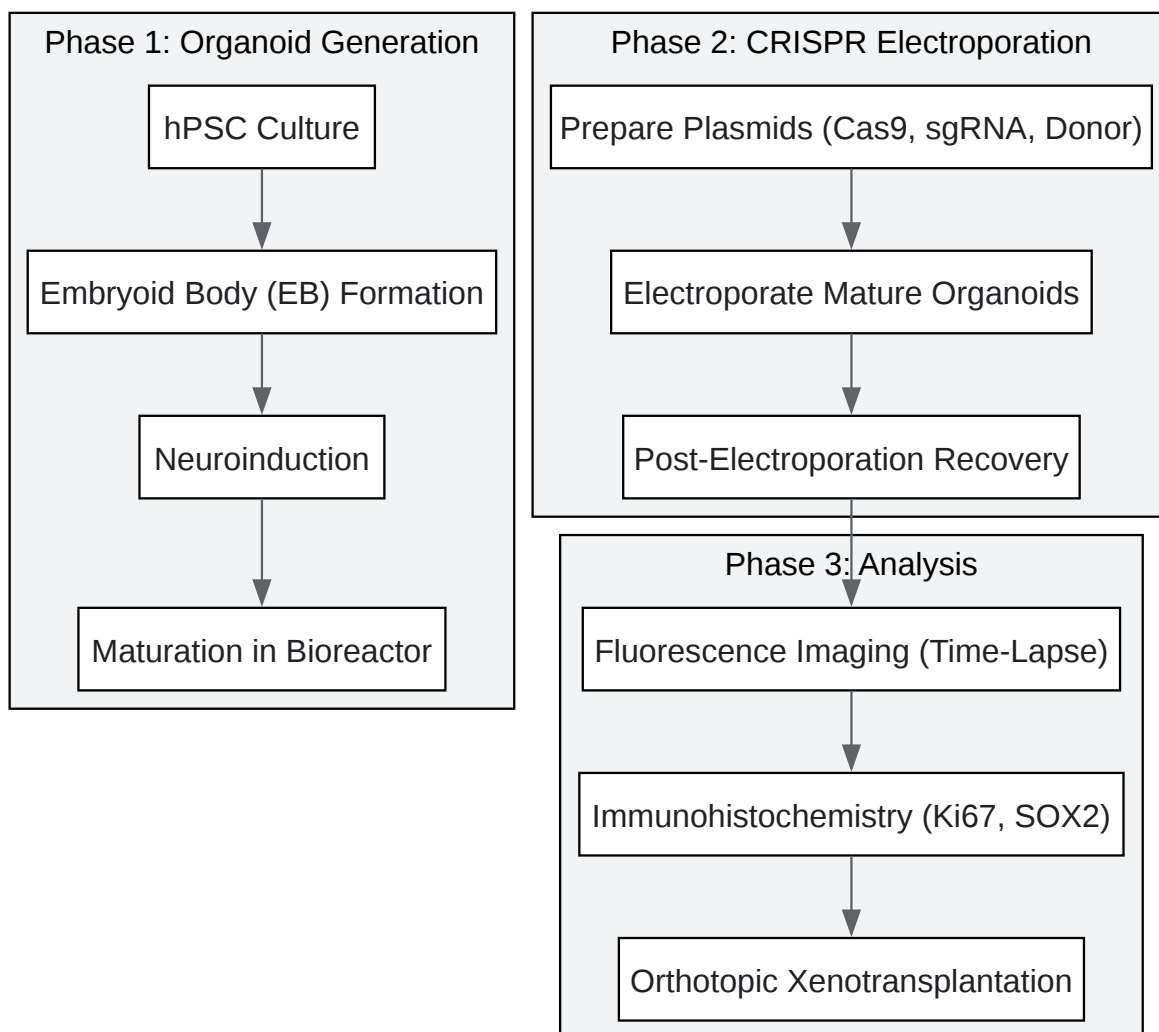 Phase 1: Organoid Generation
hPSC Culture
Embryoid Body (EB) Formation
Neuroinduction
Maturation in Bioreactor
Phase 2: CRISPR Electroporation
Prepare Plasmids (Cas9, sgRNA, Donor)
Electroporate Mature Organoids
Post-Electroporation Recovery
Phase 3: Analysis
Fluorescence Imaging (Time-Lapse)
Immunohistochemistry (Ki67, SOX2)
Orthotopic Xenotransplantation